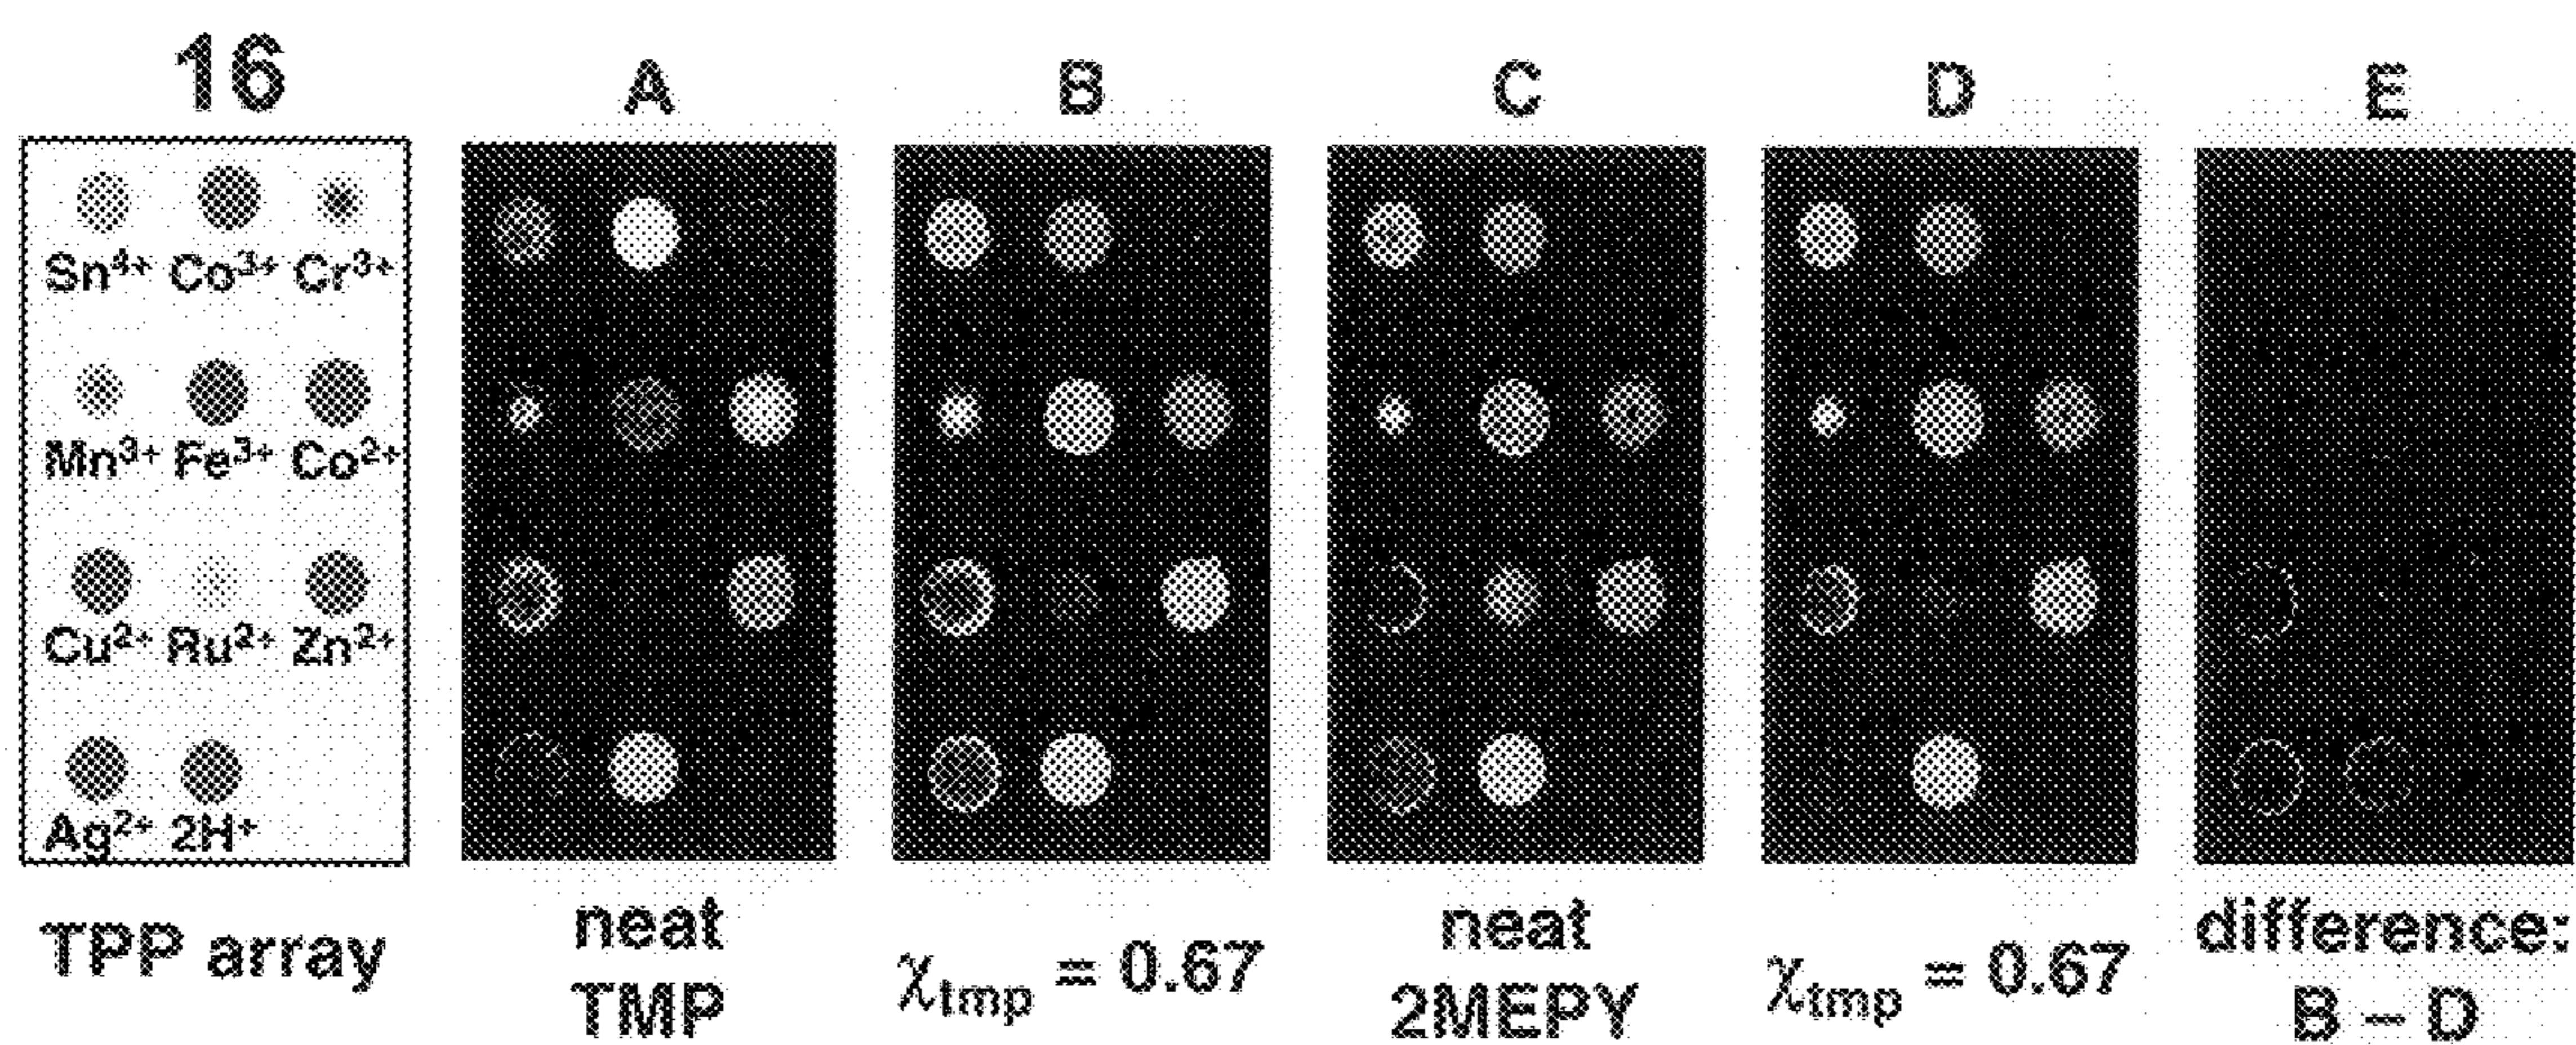 16
A B C D E
Sn⁴⁺ Co³⁺ Cr³⁺
Mn³⁺ Fe³⁺ Co²⁺
Cu²⁺ Ru²⁺ Zn²⁺
Ag²⁺ 2H⁺
TPP array
neat
TMP
χtmp = 0.67
neat
2MEPY
χtmp = 0.67
difference:
B – D